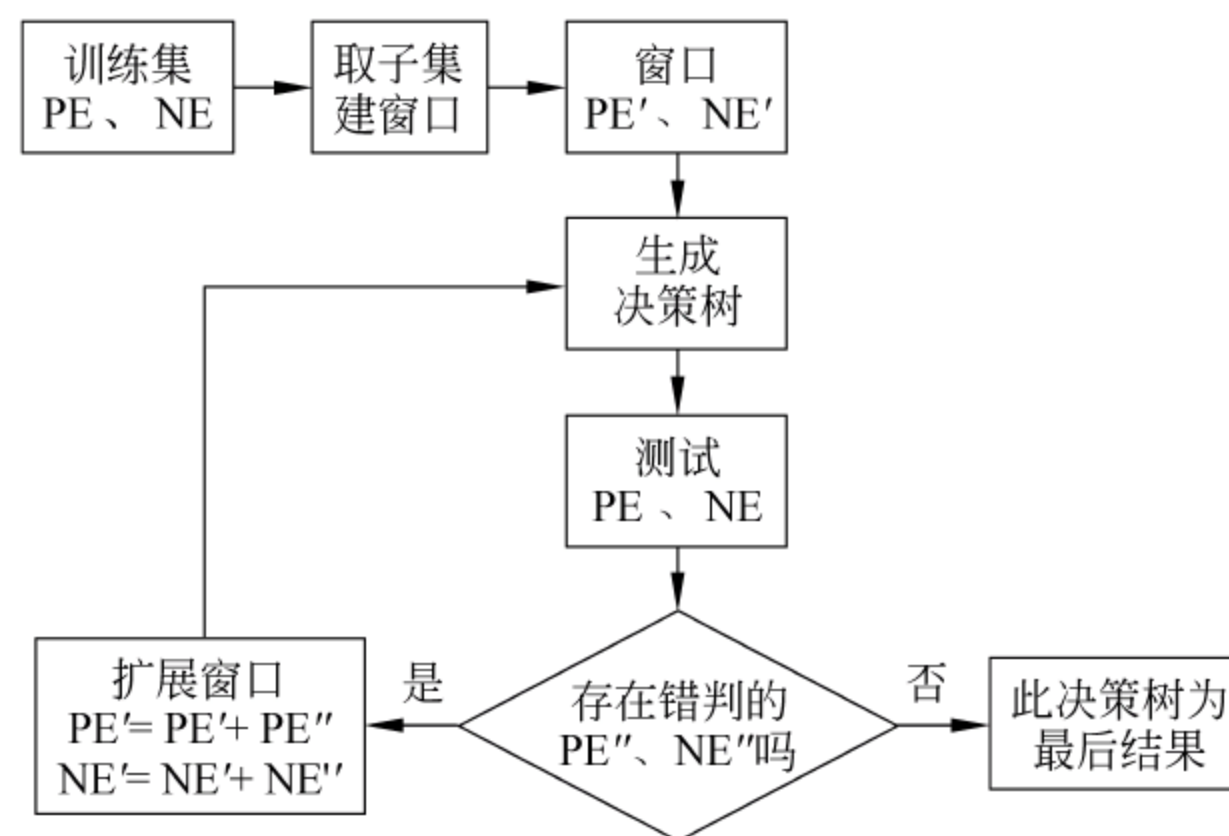 训练集
PE 、 NE
取子集
建窗口
窗口
PE′、 NE′
生成
决策树
测试
PE 、 NE
存在错判的
PE″、NE″吗
是
否
扩展窗口
PE′= PE′+ PE″
NE′= NE′+ NE″
此决策树为
最后结果